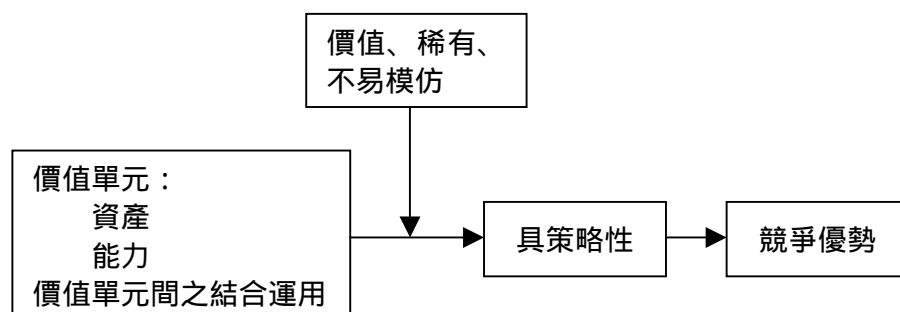 價值、稀有、
不易模仿
價值單元：
資產
能力
價值單元間之結合運用
具策略性
競爭優勢